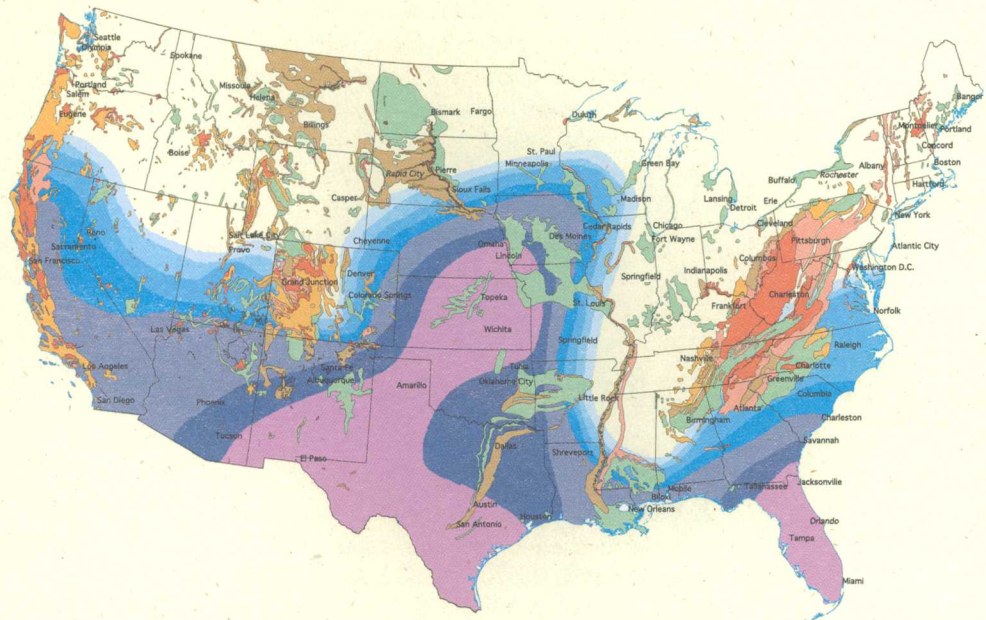 Seattle
Olympia
Spokane
Portland
Salem
Eugene
Missoula
Helena
Billings
Boise
Bismark
Fargo
Duluth
Rapid City
Pierre
Sioux Falls
St. Paul
Minneapolis
Green Bay
Madison
Casper
Cheyenne
Salt Lake City
Provo
Reno
Sacramento
San Francisco
Grand Junction
Denver
Colorado Springs
Omaha
Lincoln
Des Moines
Cedar Rapids
Chicago
Fort Wayne
Lansing
Detroit
Buffalo
Rochester
Erie
Cleveland
Albany
Montpelier
Bangor
Portland
Concord
Boston
Hartford
New York
Atlantic City
Pittsburgh
Washington D.C.
Columbus
Indianapolis
Springfield
Topeka
St. Louis
Frankfort
Charleston
Norfolk
Las Vegas
Wichita
Springfield
Nashville
Raleigh
Charlotte
Greenville
Columbia
Los Angeles
San Diego
Phoenix
Tucson
Santa Fe
Albuquerque
Amarillo
Tulsa
Oklahoma City
Little Rock
Birmingham
Atlanta
Charleston
Savannah
El Paso
Dallas
Shreveport
Austin
San Antonio
Houston
New Orleans
Biloxi
Mobile
Tallahassee
Jacksonville
Orlando
Tampa
Miami